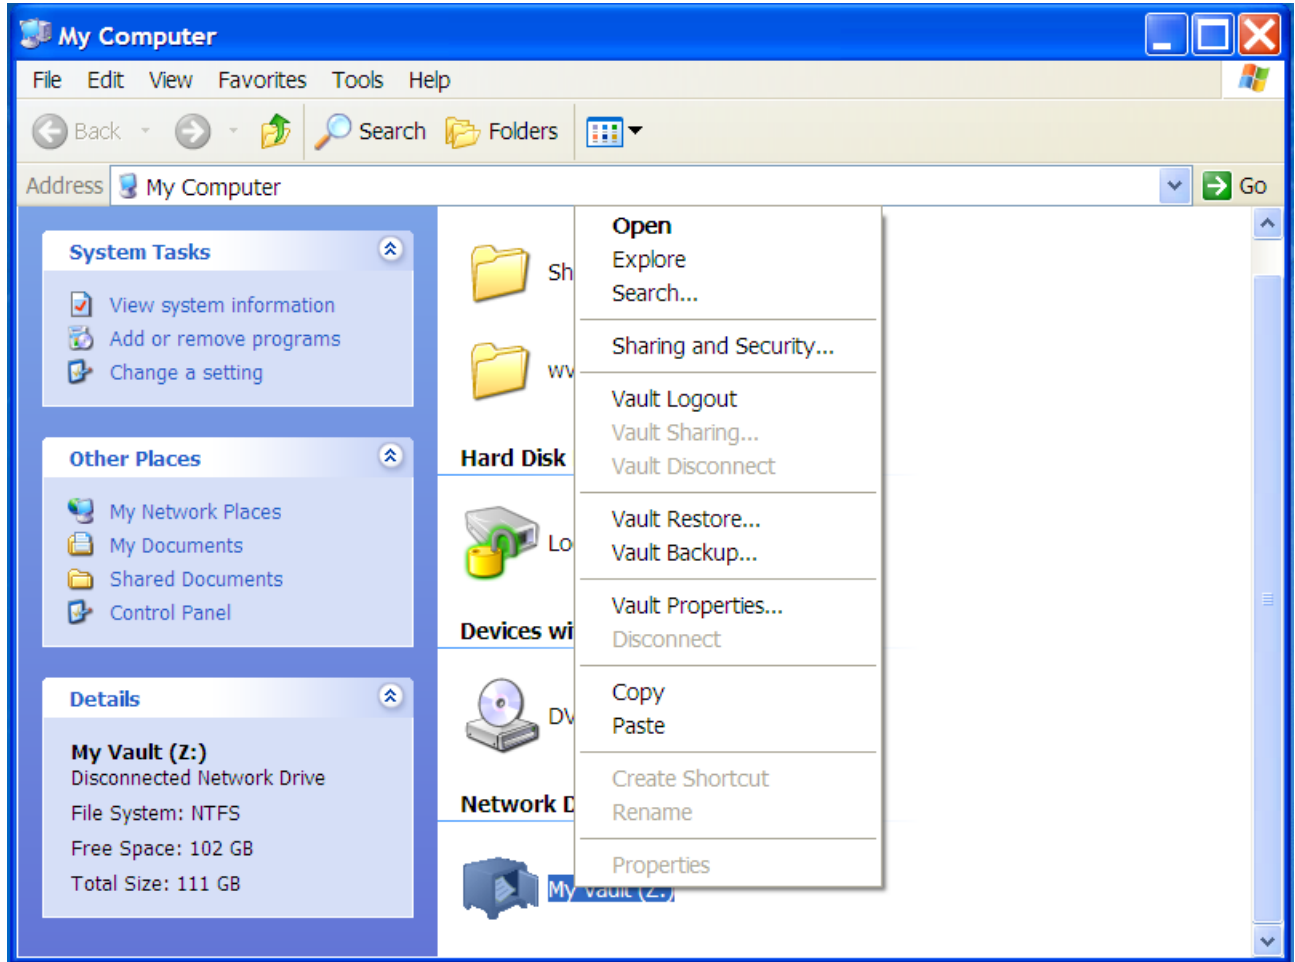 My Computer
File Edit View Favorites Tools Help
Back Search Folders
Address My Computer Go
System Tasks
View system information
Add or remove programs
Change a setting
Other Places
My Network Places
My Documents
Shared Documents
Control Panel
Details
My Vault (Z:)
Disconnected Network Drive
File System: NTFS
Free Space: 102 GB
Total Size: 111 GB
Sh
wv
Hard Disk
Lo
Devices wi
DV
Network D
My Vault (Z:)
Open
Explore
Search...
Sharing and Security...
Vault Logout
Vault Sharing...
Vault Disconnect
Vault Restore...
Vault Backup...
Vault Properties...
Disconnect
Copy
Paste
Create Shortcut
Rename
Properties